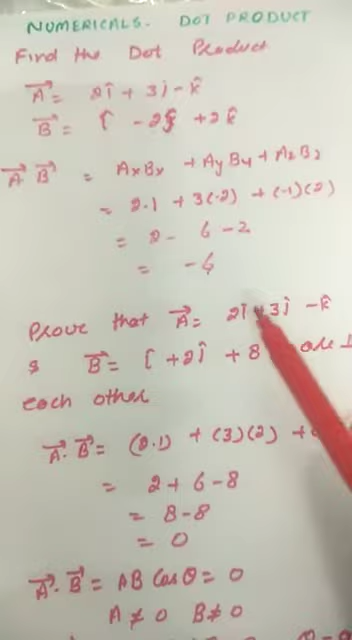 NUMERICALS. DOT PRODUCT
Find the Dot Product
A⃗ = 2î + 3ĵ - k̂
B⃗ = î - 2ĵ + 2k̂
A⃗ B⃗ = AxBx + AyBy + AzBz
= 2.1 + 3(-2) + (-1)(2)
= 2 - 6 - 2
= -6
Prove that A⃗ = 2î 3ĵ - k̂
& B⃗ = î + 2ĵ + 8 are ⊥
each other
A⃗ . B⃗ = (2.1) + (3)(2) +
= 2 + 6 - 8
= 8 - 8
= 0
A⃗ . B⃗ = AB Cos θ = 0
A ≠ 0 B ≠ 0